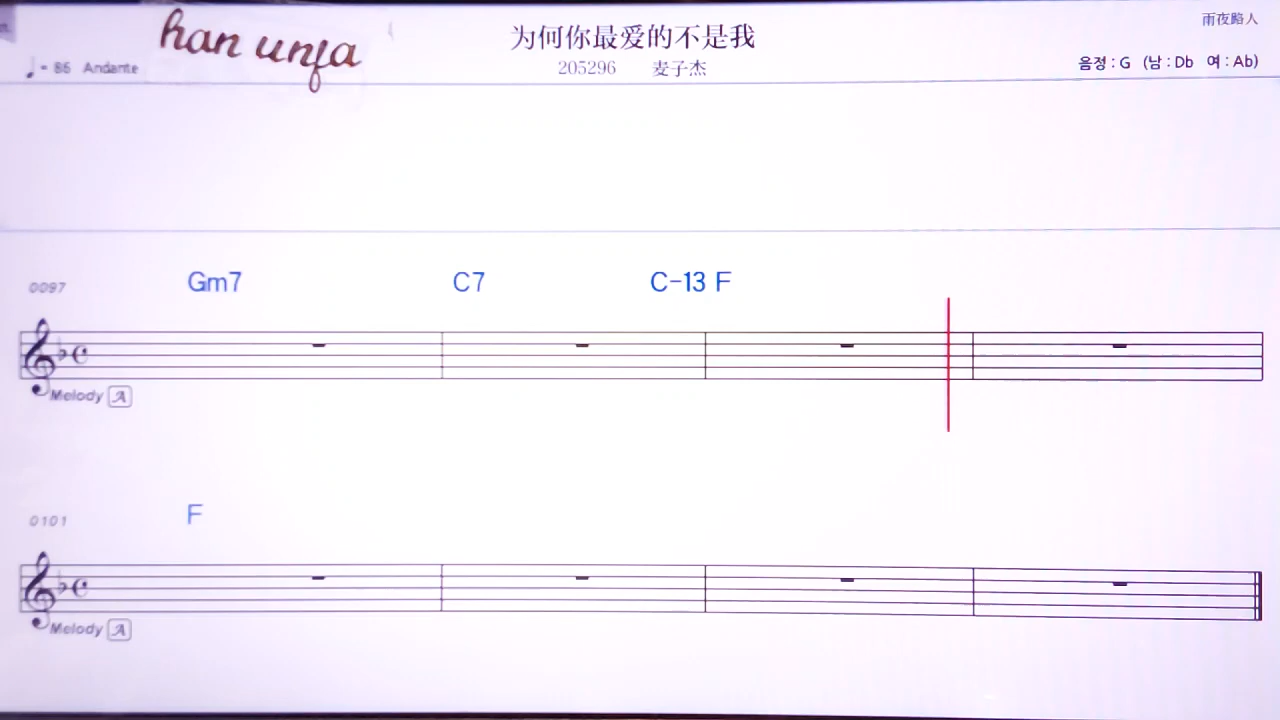 han unfa
为何你最爱的不是我
雨夜路人
♩= 86 Andante
205296 麦子杰
음정 : G (남 : Db 여 : Ab)
0097 Gm7 C7 C-13 F
Melody A
0101 F
Melody A